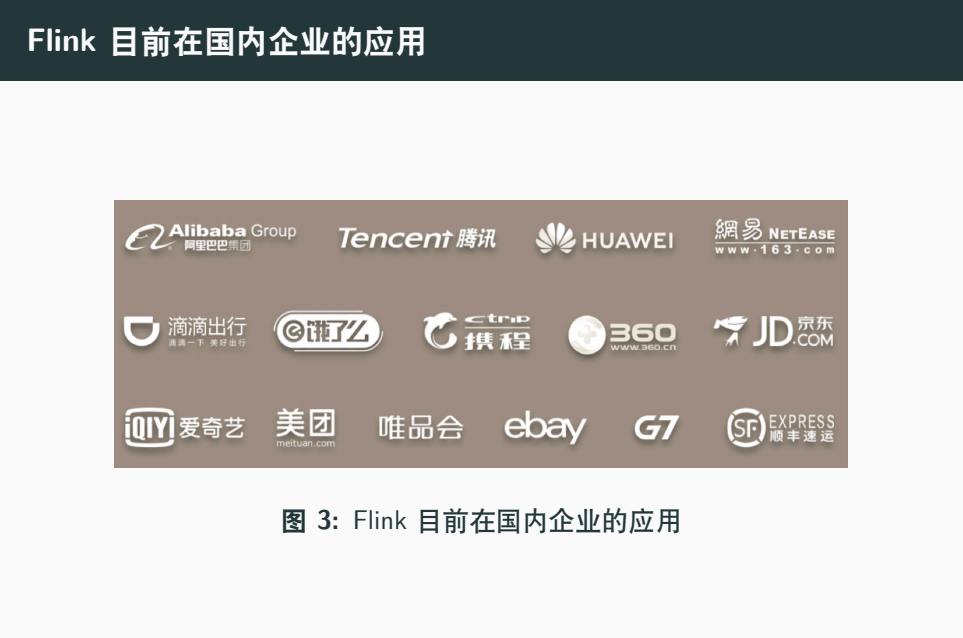 Flink 目前在国内企业的应用
Alibaba Group
阿里巴巴集团
Tencent 腾讯
HUAWEI
網易 NETEASE
www.163.com
滴滴出行
滴滴一下 美好出行
e饿了么
ctrip
携程
360
www.360.cn
JD.COM 京东
iQIYI 爱奇艺
美团
meituan.com
唯品会
ebay
G7
SF EXPRESS
顺丰速运
图 3: Flink 目前在国内企业的应用